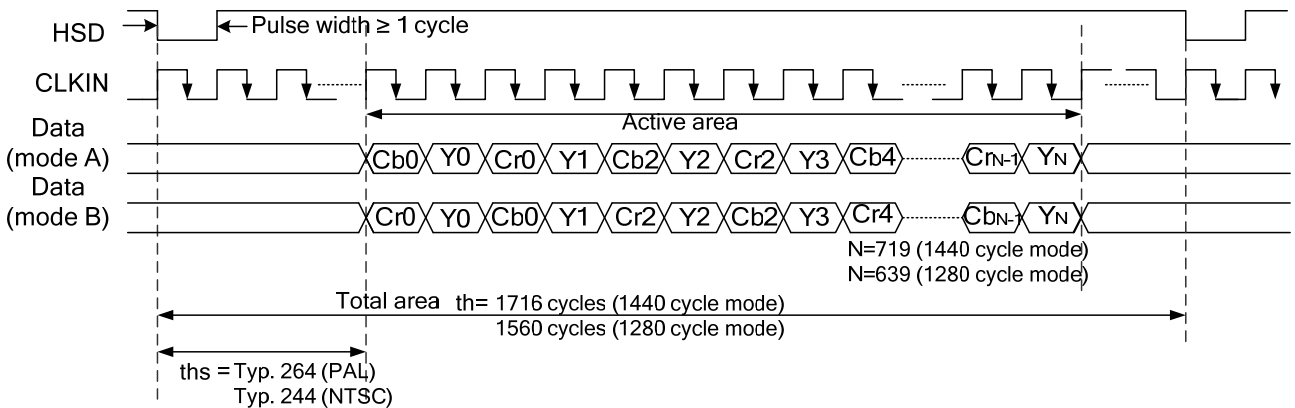 HSD
Pulse width ≥ 1 cycle
CLKIN
Active area
Data
(mode A)
Cb0 Y0 Cr0 Y1 Cb2 Y2 Cr2 Y3 Cb4 CrN-1 YN
Data
(mode B)
Cr0 Y0 Cb0 Y1 Cr2 Y2 Cb2 Y3 Cr4 CbN-1 YN
N=719 (1440 cycle mode)
N=639 (1280 cycle mode)
Total area th= 1716 cycles (1440 cycle mode)
1560 cycles (1280 cycle mode)
ths = Typ. 264 (PAL)
Typ. 244 (NTSC)